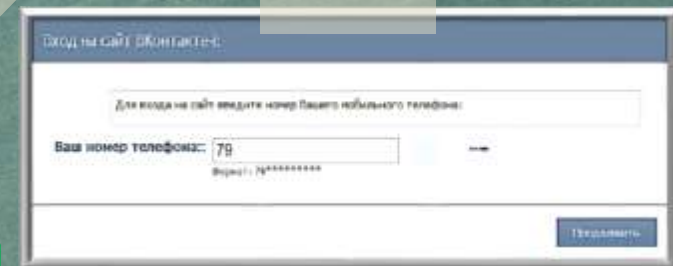 Вход на сайт ВКонтакте
Для входа на сайт введите номер Вашего мобильного телефона:
Ваш номер телефона:: 79
Формат: 79*********
Продолжить